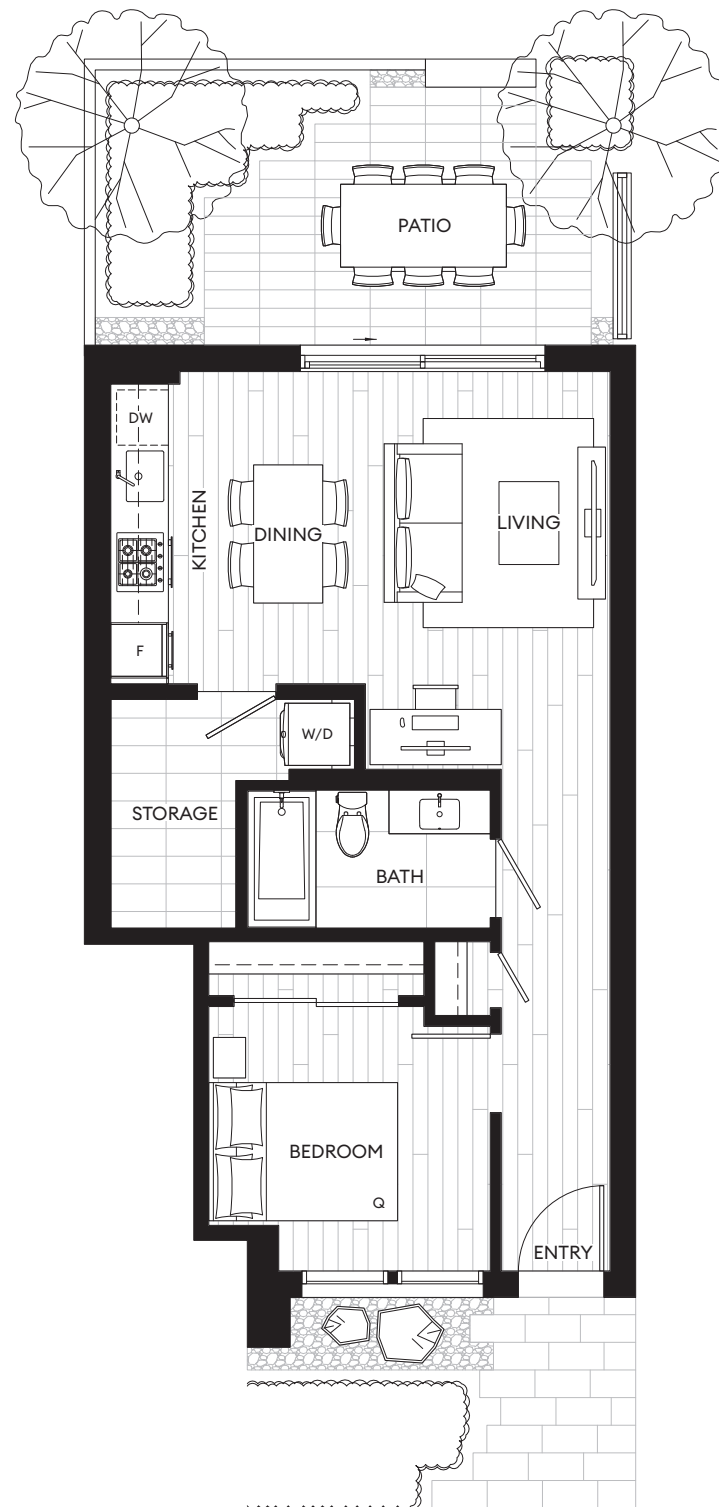 PATIO
DW
KITCHEN
DINING
LIVING
F
W/D
STORAGE
BATH
BEDROOM
Q
ENTRY